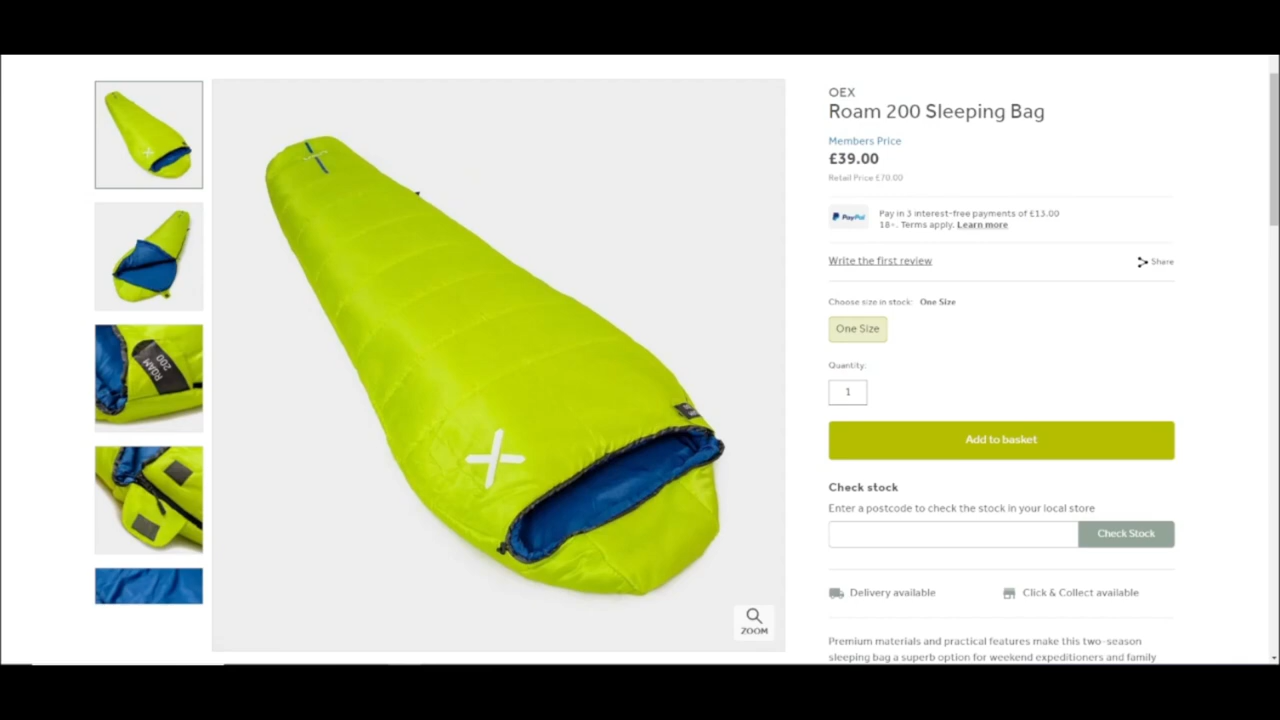 OEX
Roam 200 Sleeping Bag
Members Price
£39.00
Retail Price £70.00
PayPal
Pay in 3 interest-free payments of £13.00
18+. Terms apply. Learn more
Write the first review
Share
Choose size in stock: One Size
One Size
Quantity:
1
Add to basket
Check stock
Enter a postcode to check the stock in your local store
Check Stock
Delivery available
Click & Collect available
Premium materials and practical features make this two-season
sleeping bag a superb option for weekend expeditioners and family
ROAM
200
ZOOM